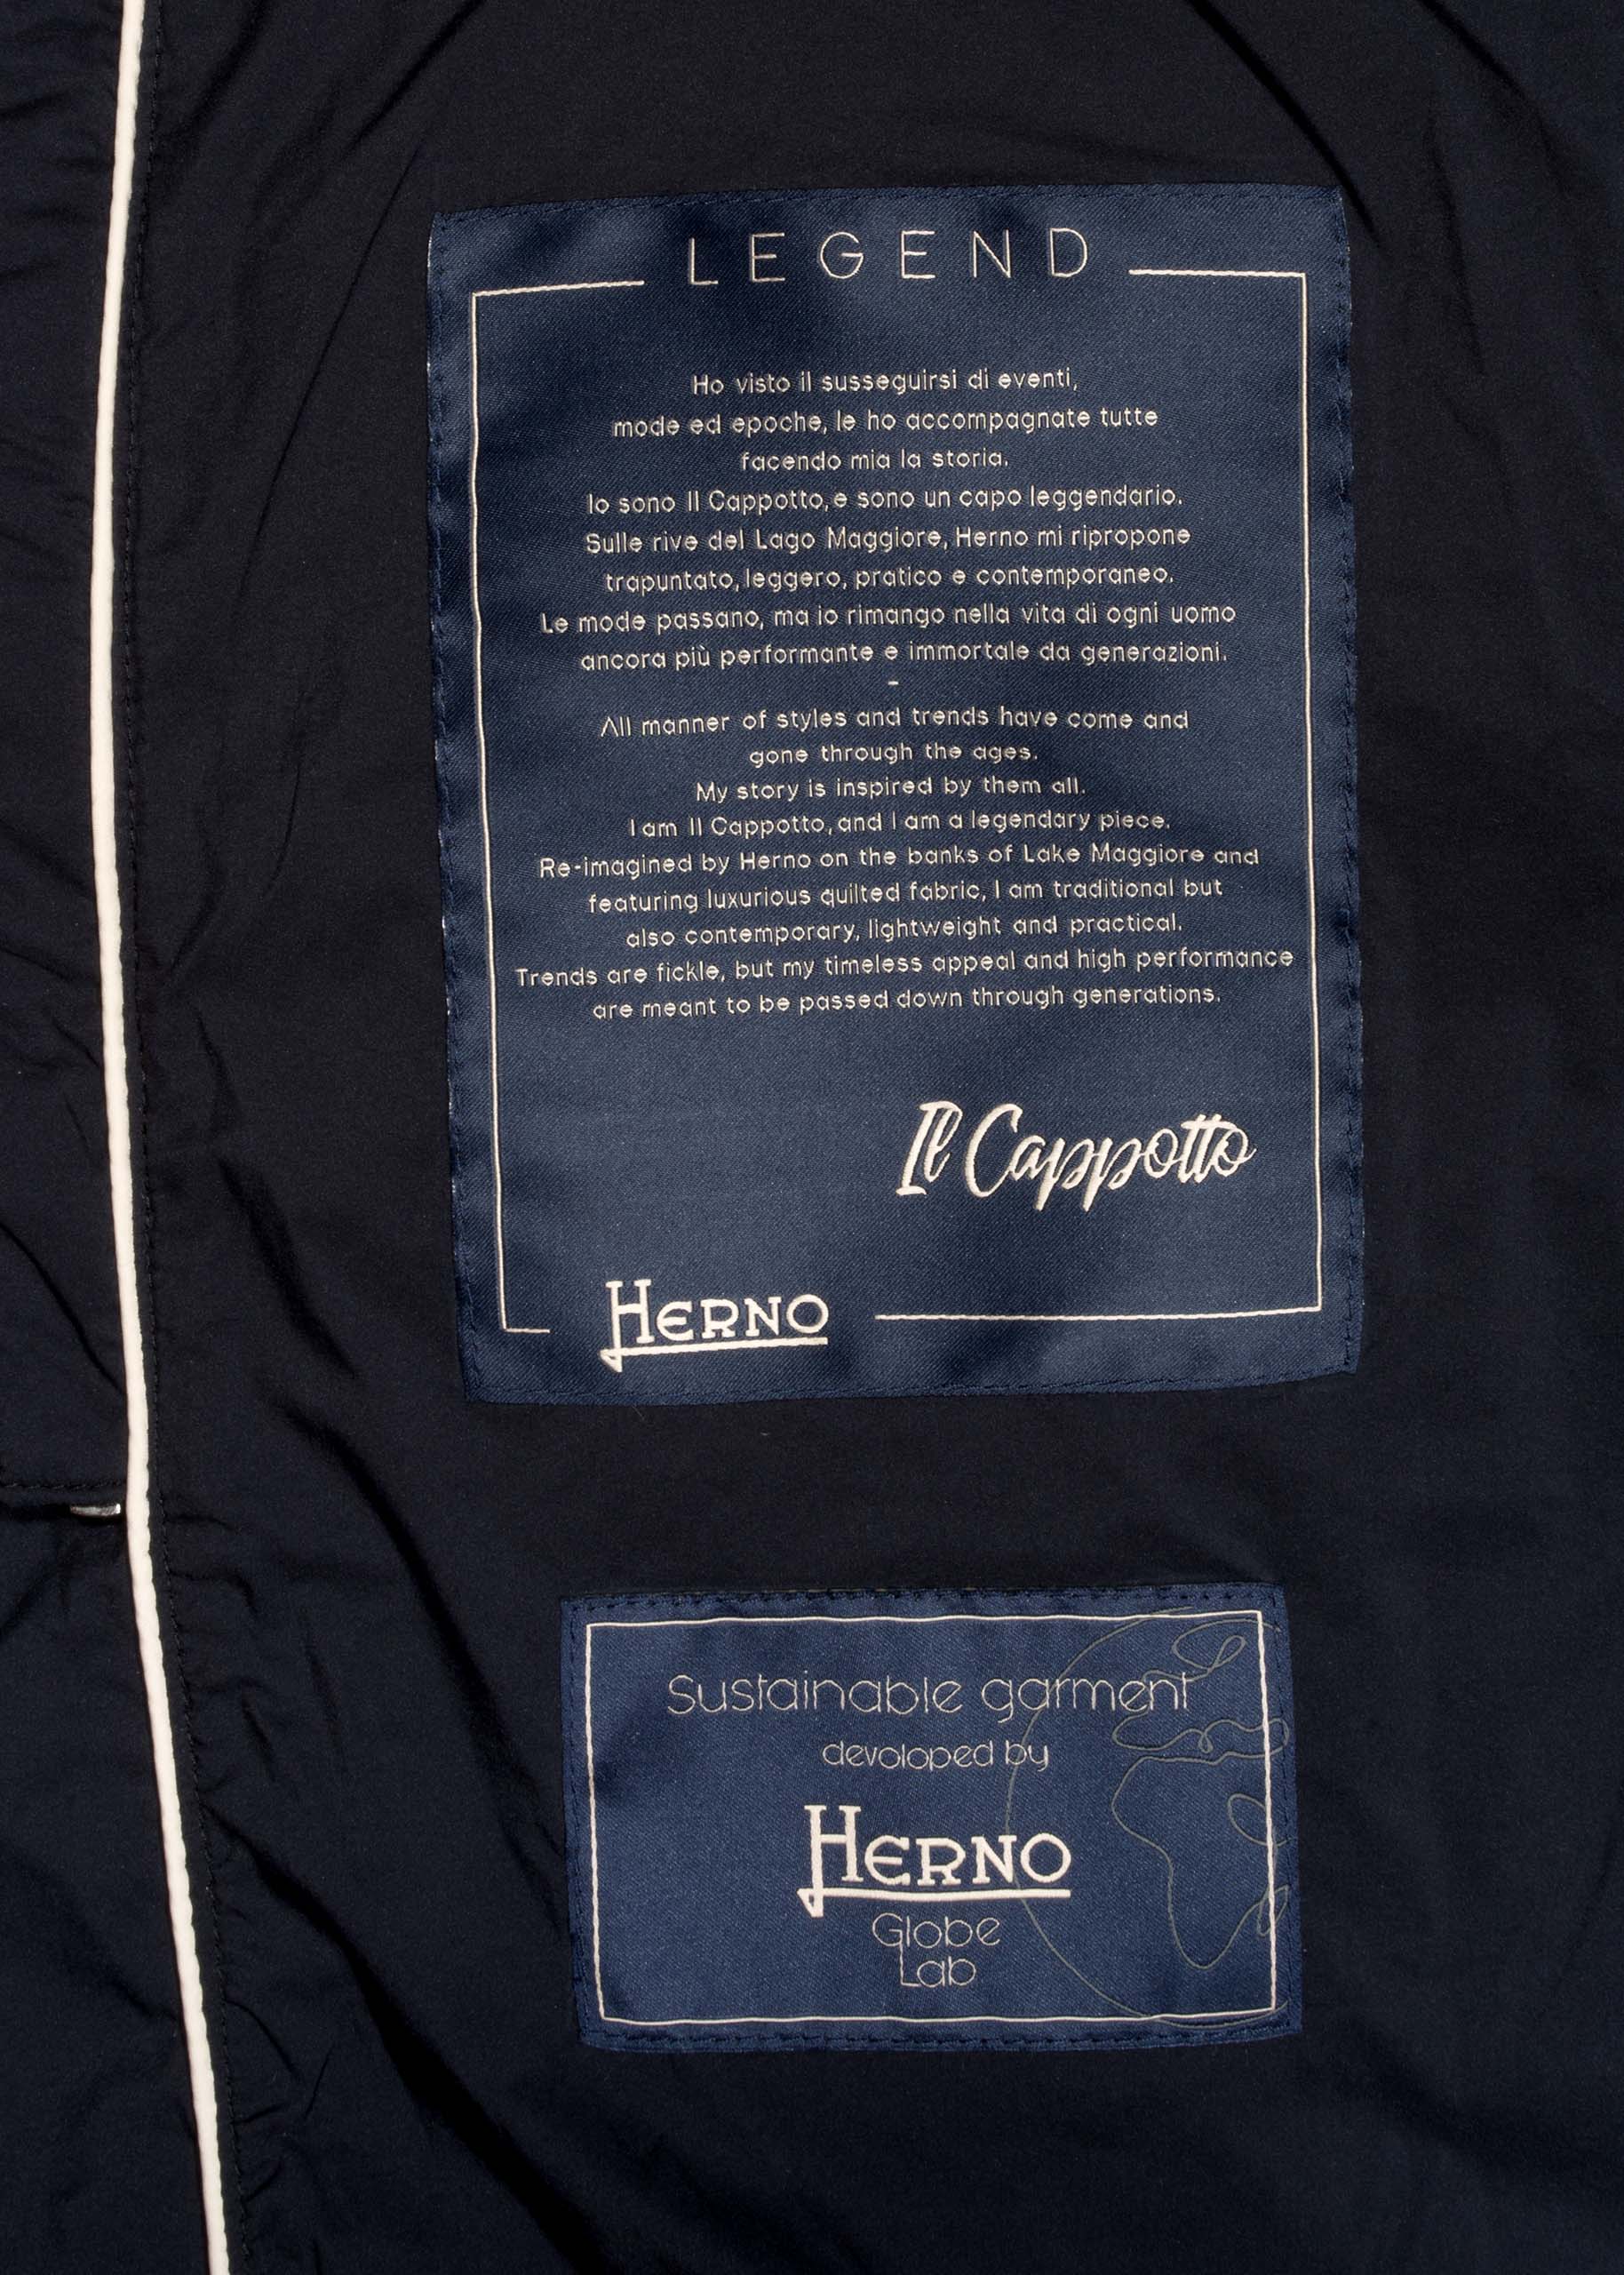 LEGEND
Ho visto il susseguirsi di eventi,
mode ed epoche, le ho accompagnate tutte
facendo mia la storia.
Io sono Il Cappotto, e sono un capo leggendario.
Sulle rive del Lago Maggiore, Herno mi ripropone
trapuntato, leggero, pratico e contemporaneo.
Le mode passano, ma io rimango nella vita di ogni uomo
ancora più performante e immortale da generazioni.
-
All manner of styles and trends have come and
gone through the ages.
My story is inspired by them all.
I am Il Cappotto, and I am a legendary piece.
Re-imagined by Herno on the banks of Lake Maggiore and
featuring luxurious quilted fabric, I am traditional but
also contemporary, lightweight and practical.
Trends are fickle, but my timeless appeal and high performance
are meant to be passed down through generations.
Il Cappotto
HERNO
Sustainable garment
devoloped by
HERNO
Globe
Lab